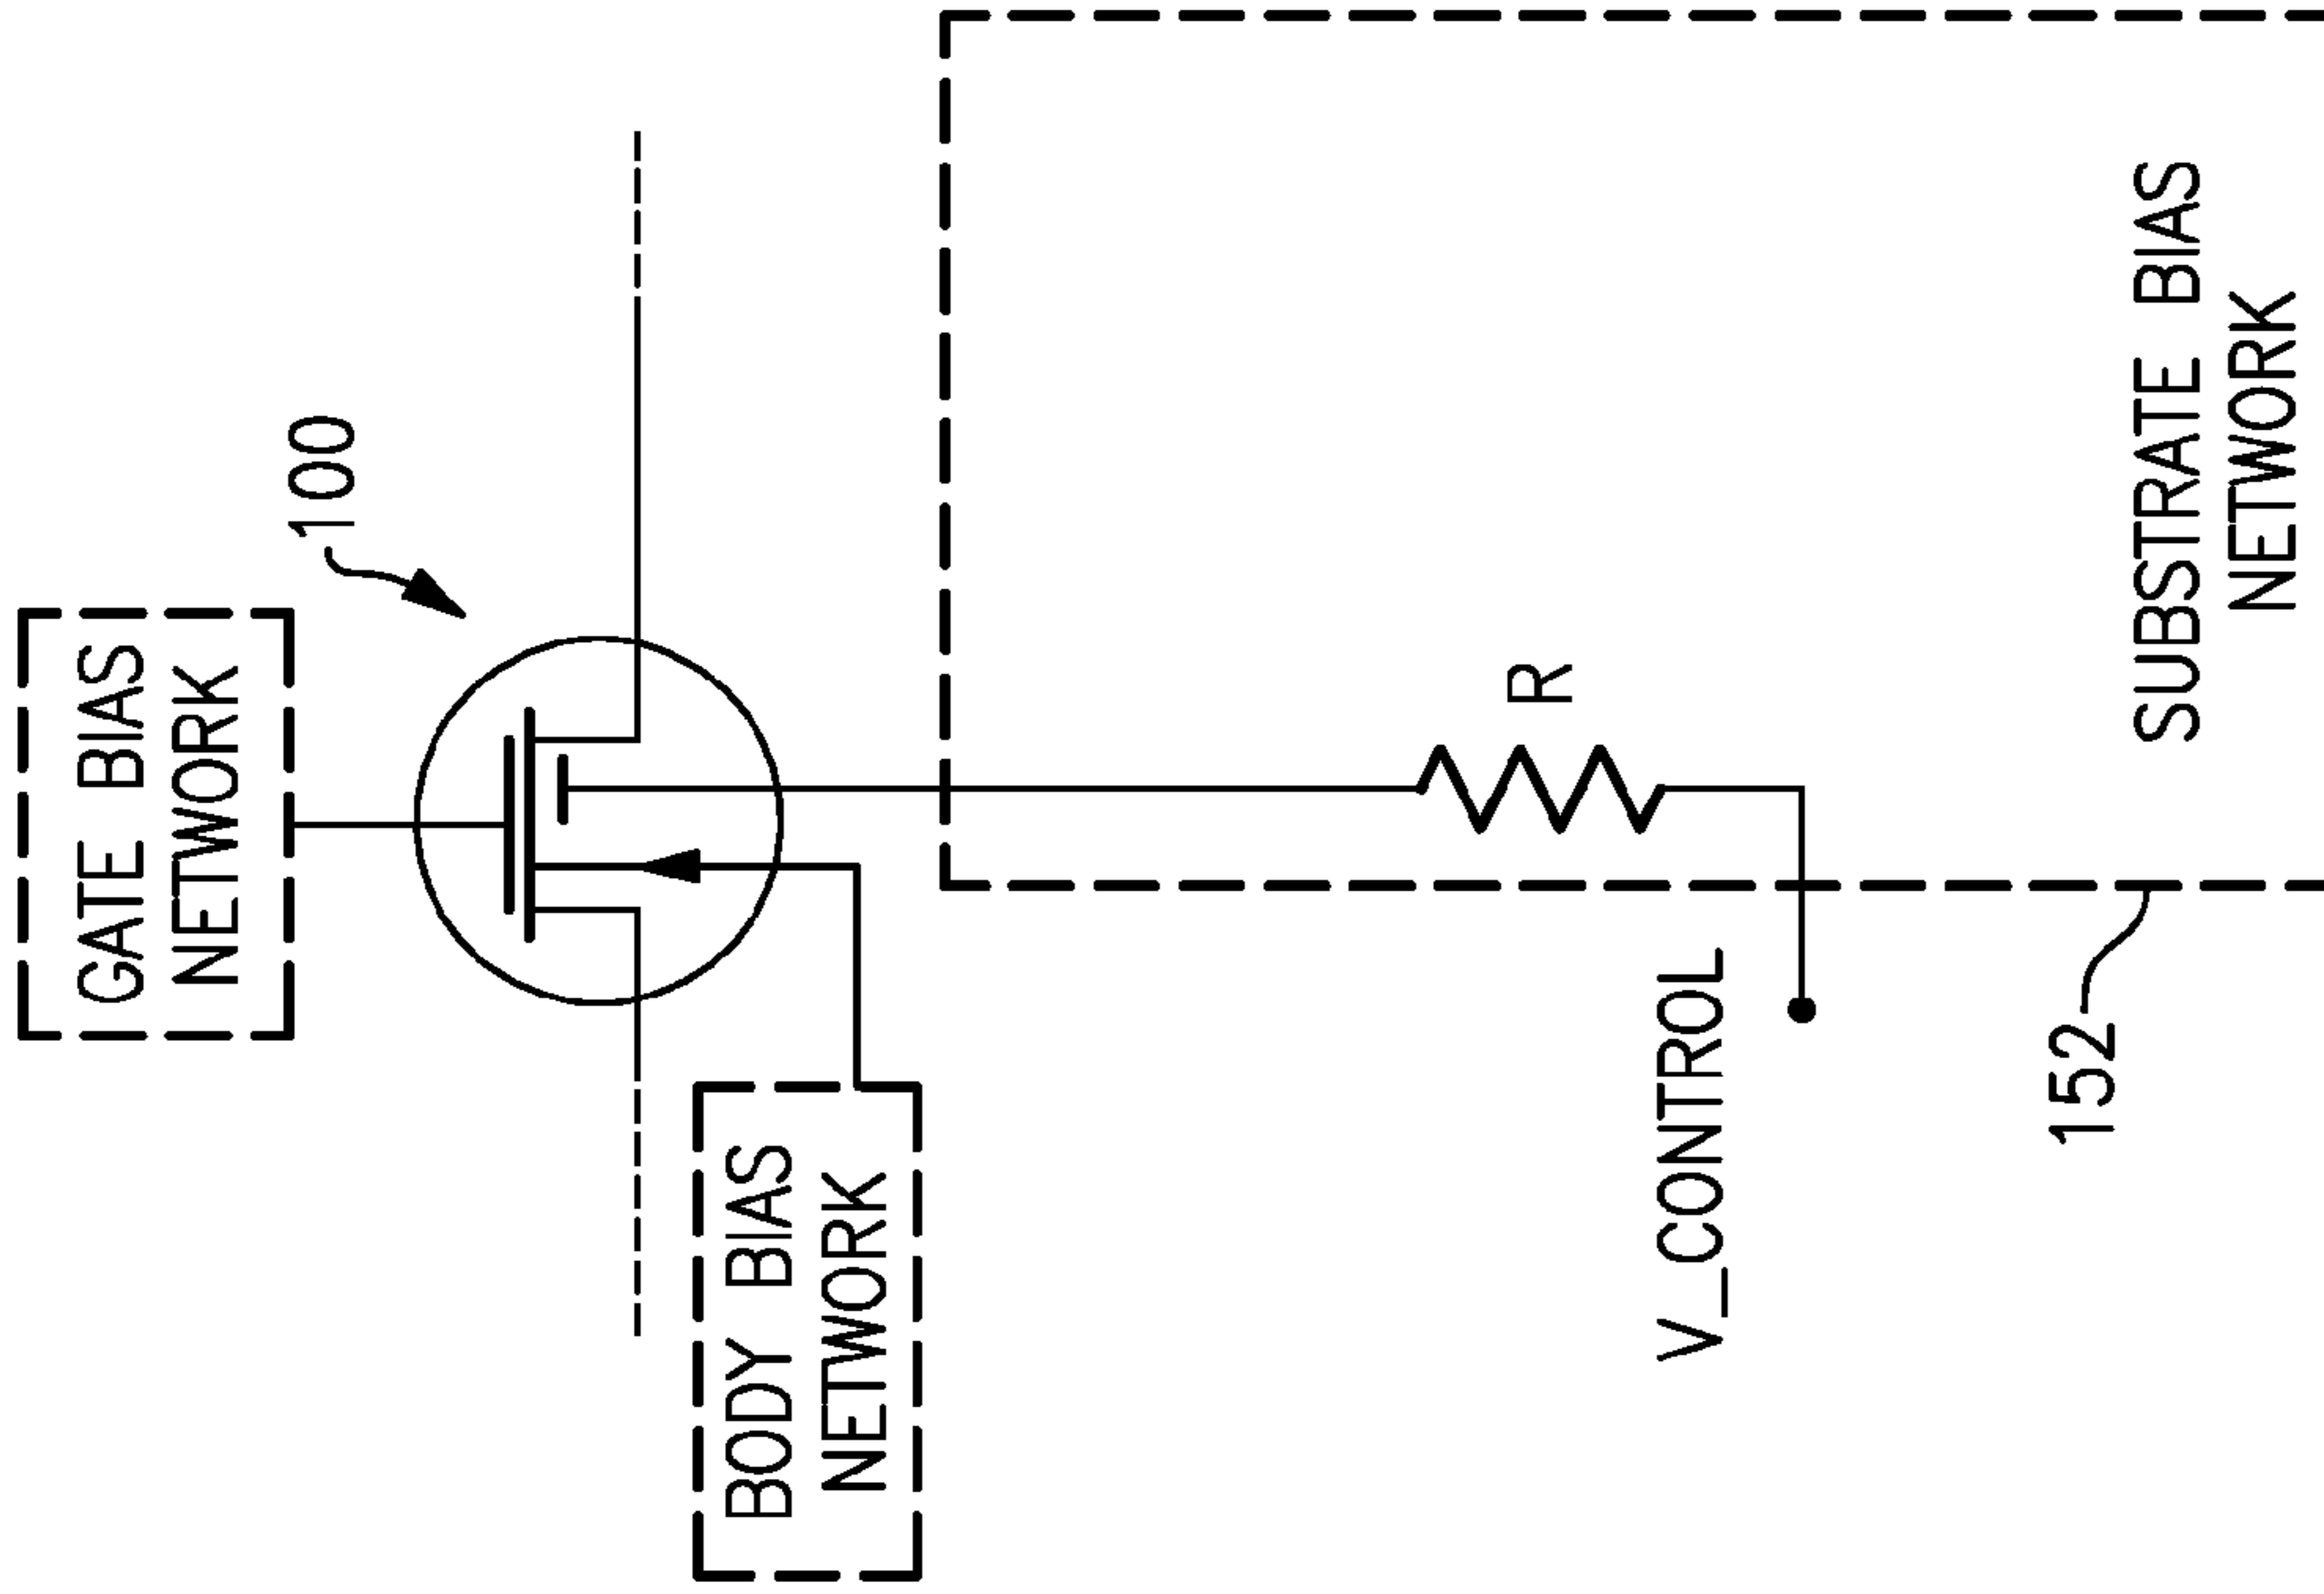 GATE BIAS
NETWORK
100
BODY BIAS
NETWORK
R
V_CONTROL
152
SUBSTRATE BIAS
NETWORK